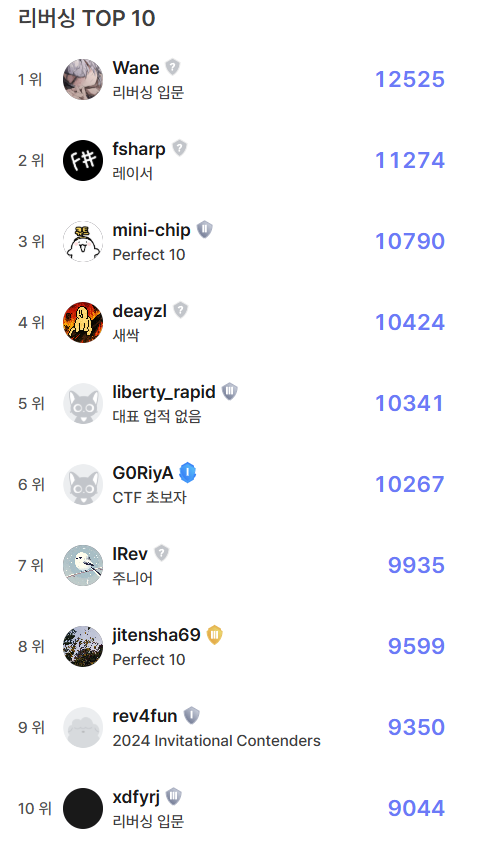 리버싱 TOP 10
1 위
Wane
리버싱 입문
12525
2 위
fsharp
레이서
11274
3 위
mini-chip
Perfect 10
10790
4 위
deayzl
새싹
10424
5 위
liberty_rapid
대표 업적 없음
10341
6 위
G0RiyA
CTF 초보자
10267
7 위
IRev
주니어
9935
8 위
jitensha69
Perfect 10
9599
9 위
rev4fun
2024 Invitational Contenders
9350
10 위
xdfyrj
리버싱 입문
9044